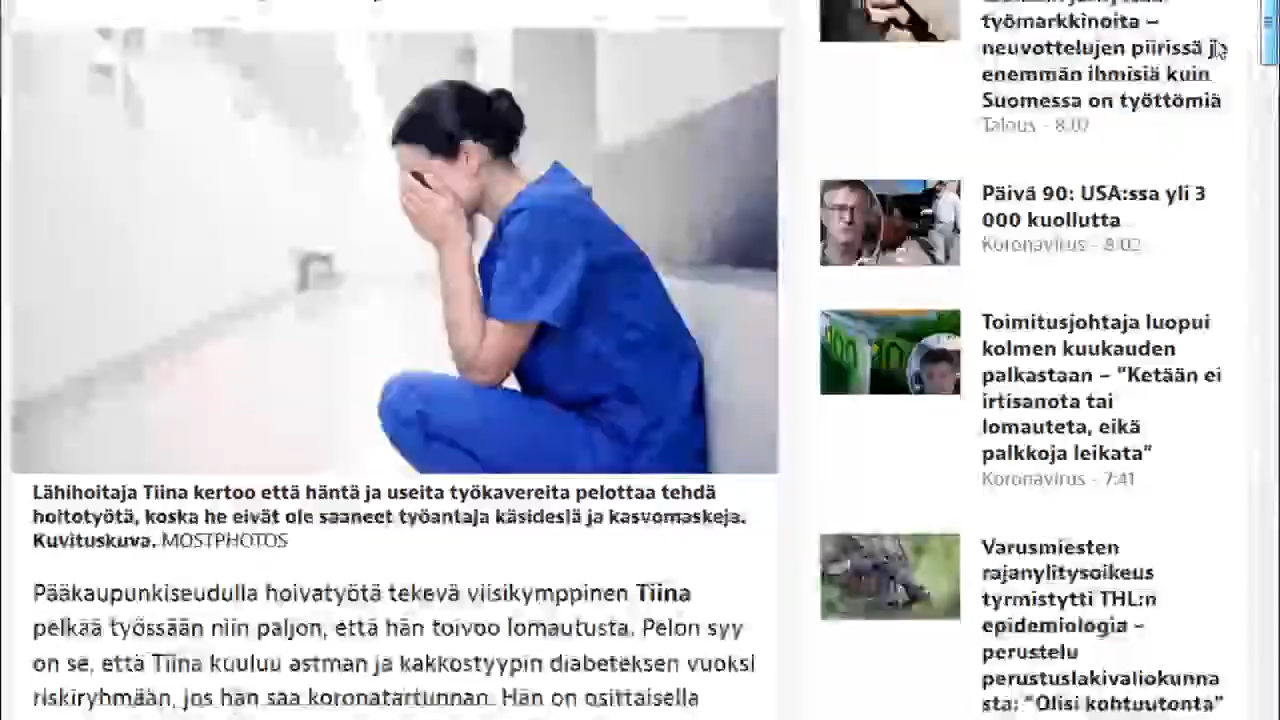 Lähihoitaja Tiina kertoo että häntä ja useita työkavereita pelottaa tehdä
hoitotyötä, koska he eivät ole saaneet työantaja käsidesiä ja kasvomaskeja.
Kuvituskuva. MOSTPHOTOS
Pääkaupunkiseudulla hoivatyötä tekevä viisikymppinen Tiina
pelkää työssään niin paljon, että hän toivoo lomautusta. Pelon syy
on se, että Tiina kuuluu astman ja kakkostyypin diabeteksen vuoksi
riskiryhmään, jos hän saa koronatartunnan. Hän on osittaisella
työmarkkinoita –
neuvottelujen piirissä jo
enemmän ihmisiä kuin
Suomessa on työttömiä
Talous - 8:07
Päivä 90: USA:ssa yli 3
000 kuollutta
Koronavirus - 8:02
Toimitusjohtaja luopui
kolmen kuukauden
palkastaan – ”Ketään ei
irtisanota tai
lomauteta, eikä
palkkoja leikata”
Koronavirus - 7:41
Varusmiesten
rajanylitysoikeus
tyrmistytti THL:n
epidemiologia –
perustelu
perustuslakivaliokunna
sta: ”Olisi kohtuutonta”